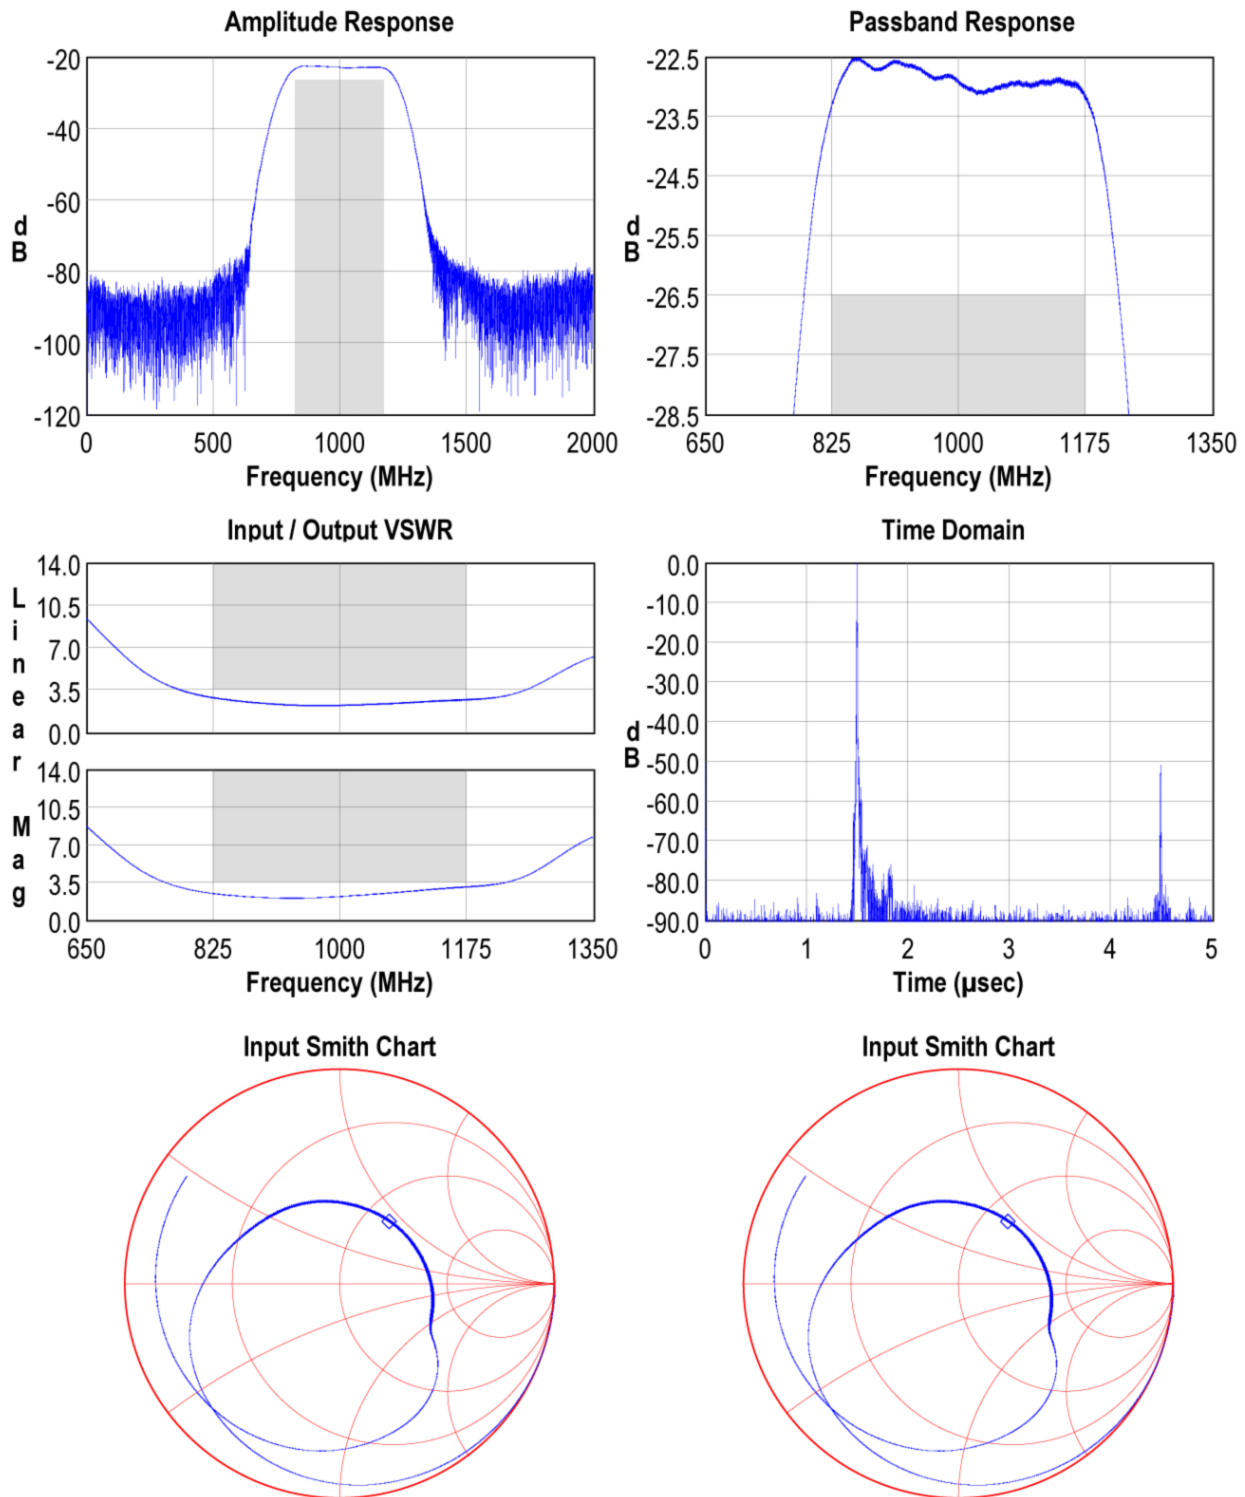 Amplitude Response
Passband Response
-20
-40
-60
-80
-100
-120
dB
0 500 1000 1500 2000
Frequency (MHz)
-22.5
-23.5
-24.5
-25.5
-26.5
-27.5
-28.5
dB
650 825 1000 1175 1350
Frequency (MHz)
Input / Output VSWR
Time Domain
Linear Mag
14.0
10.5
7.0
3.5
0.0
14.0
10.5
7.0
3.5
0.0
650 825 1000 1175 1350
Frequency (MHz)
0.0
-10.0
-20.0
-30.0
-40.0
-50.0
-60.0
-70.0
-80.0
-90.0
dB
0 1 2 3 4 5
Time (µsec)
Input Smith Chart
Input Smith Chart